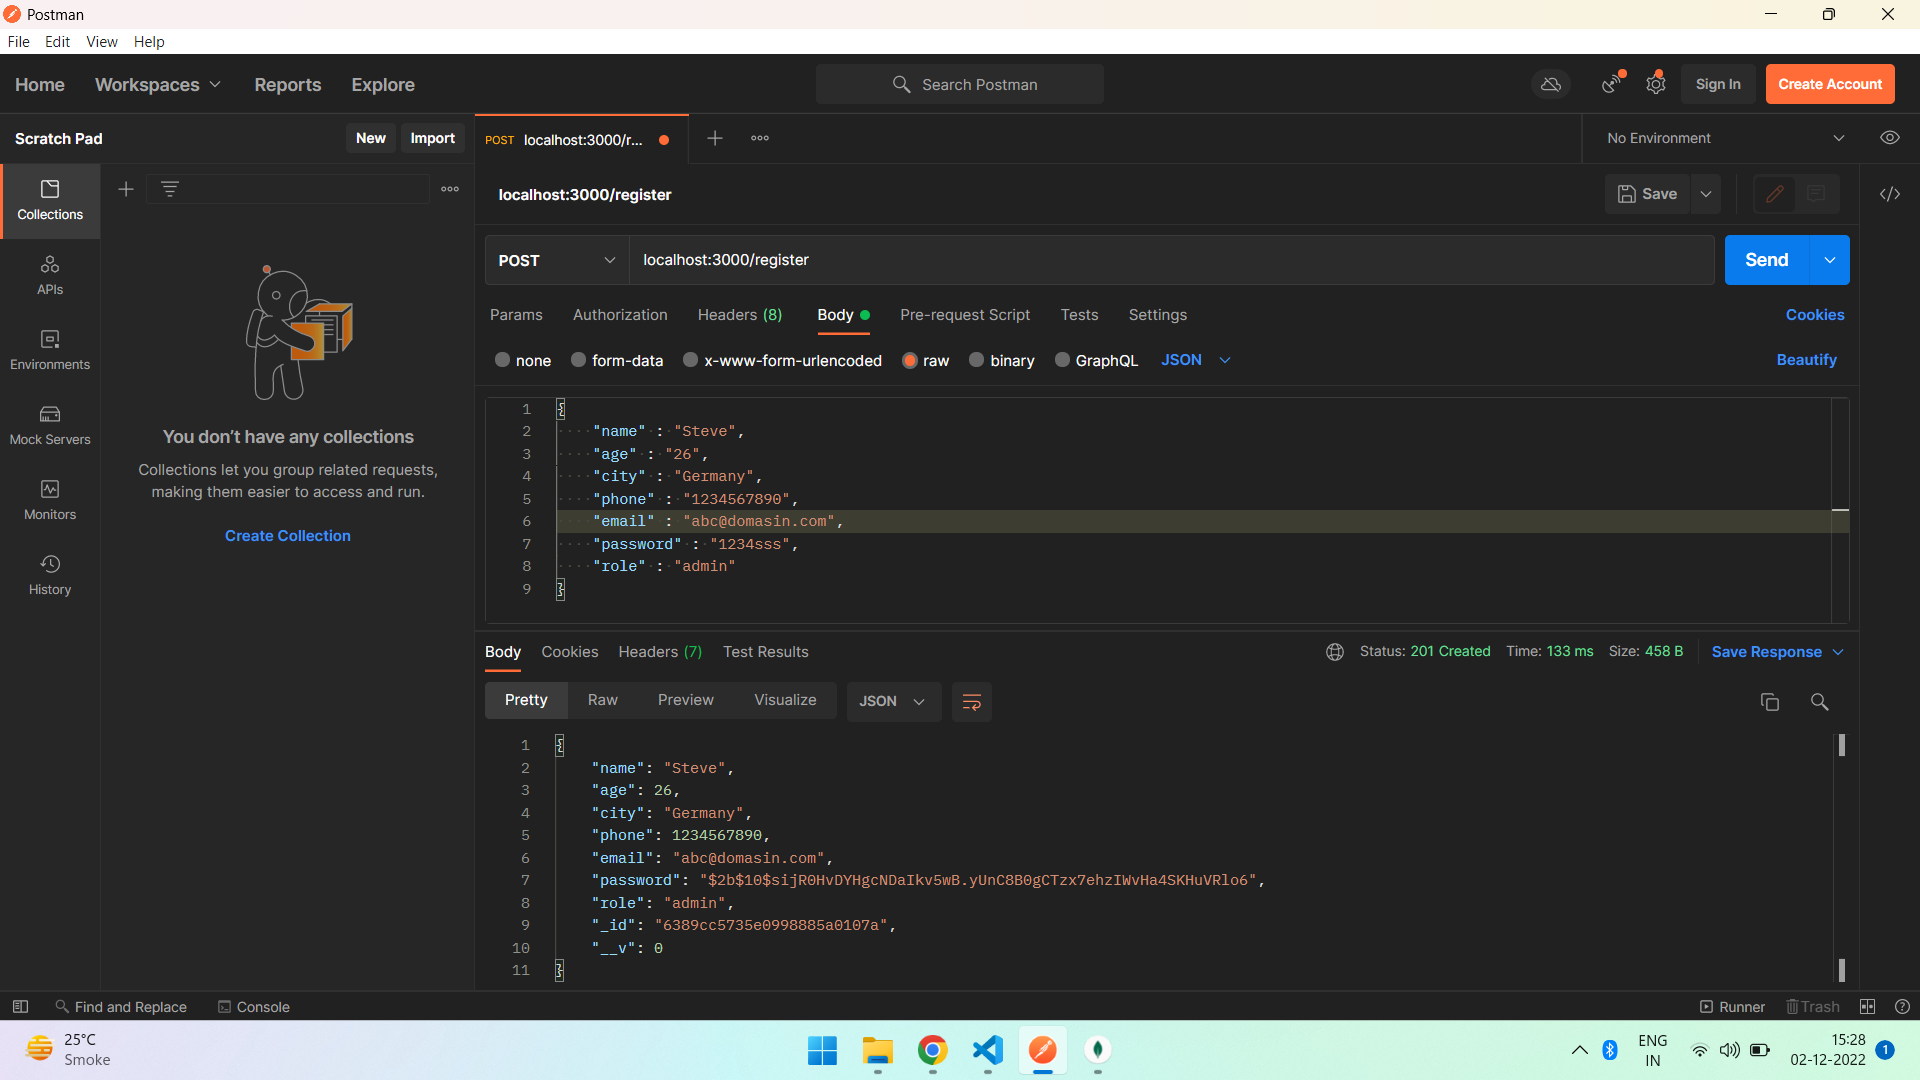 Postman
File Edit View Help
Home Workspaces Reports Explore Search Postman Sign In Create Account
Scratch Pad New Import POST localhost:3000/r... No Environment
localhost:3000/register Save
Collections
APIs
Environments
Mock Servers
Monitors
History
You don’t have any collections
Collections let you group related requests,
making them easier to access and run.
Create Collection
POST localhost:3000/register Send
Params Authorization Headers (8) Body Pre-request Script Tests Settings Cookies
none form-data x-www-form-urlencoded raw binary GraphQL JSON Beautify
1 {
2 "name" : "Steve",
3 "age" : "26",
4 "city" : "Germany",
5 "phone" : "1234567890",
6 "email" : "abc@domasin.com",
7 "password" : "1234sss",
8 "role" : "admin"
9 }
Body Cookies Headers (7) Test Results Status: 201 Created Time: 133 ms Size: 458 B Save Response
Pretty Raw Preview Visualize JSON
1 {
2 "name": "Steve",
3 "age": 26,
4 "city": "Germany",
5 "phone": 1234567890,
6 "email": "abc@domasin.com",
7 "password": "$2b$10$sijR0HvDYHgcNDaIkv5wB.yUnC8B0gCTzx7ehzIWvHa4SKHuVRlo6",
8 "role": "admin",
9 "_id": "6389cc5735e0998885a0107a",
10 "__v": 0
11 }
Find and Replace Console Runner Trash
25°C
Smoke
ENG
IN
15:28
02-12-2022
1